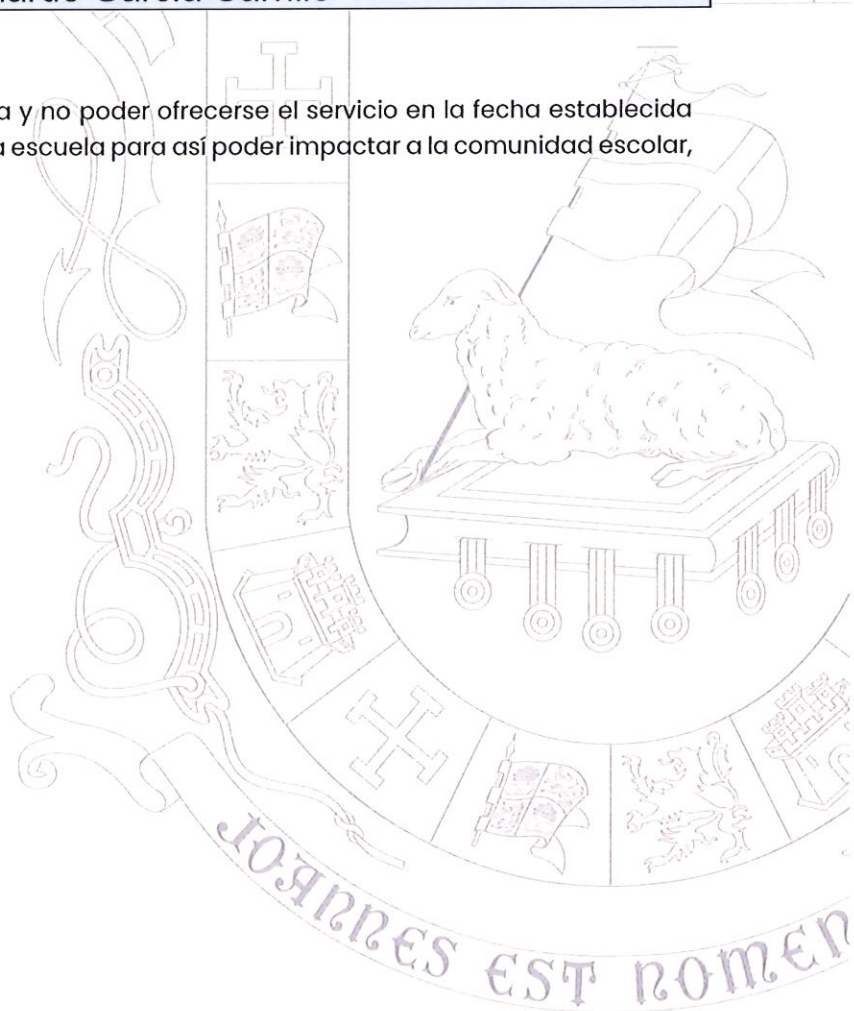 a y no poder ofrecerse el servicio en la fecha establecida
a escuela para así poder impactar a la comunidad escolar,
JOANNES EST NOMEN